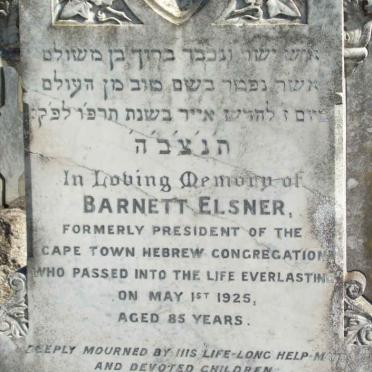 איש ישר ונכבד ברוך בן משולם
אשר נפטר בשם טוב מן העולם
ביום ז לחדש אייר בשנת תרפ״ו לפ״ק:
ת נ צ ב ה
In Loving Memory of
BARNETT ELSNER,
FORMERLY PRESIDENT OF THE
CAPE TOWN HEBREW CONGREGATION
WHO PASSED INTO THE LIFE EVERLASTING
ON MAY 1ST 1925,
AGED 85 YEARS.
DEEPLY MOURNED BY HIS LIFE-LONG
AND DEVOTED CHILDREN